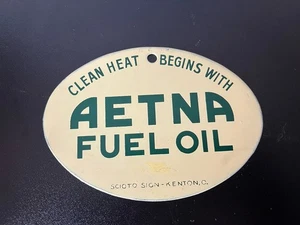 CLEAN HEAT BEGINS WITH
AETNA
FUEL OIL
SCIOTO SIGN-KENTON, O.